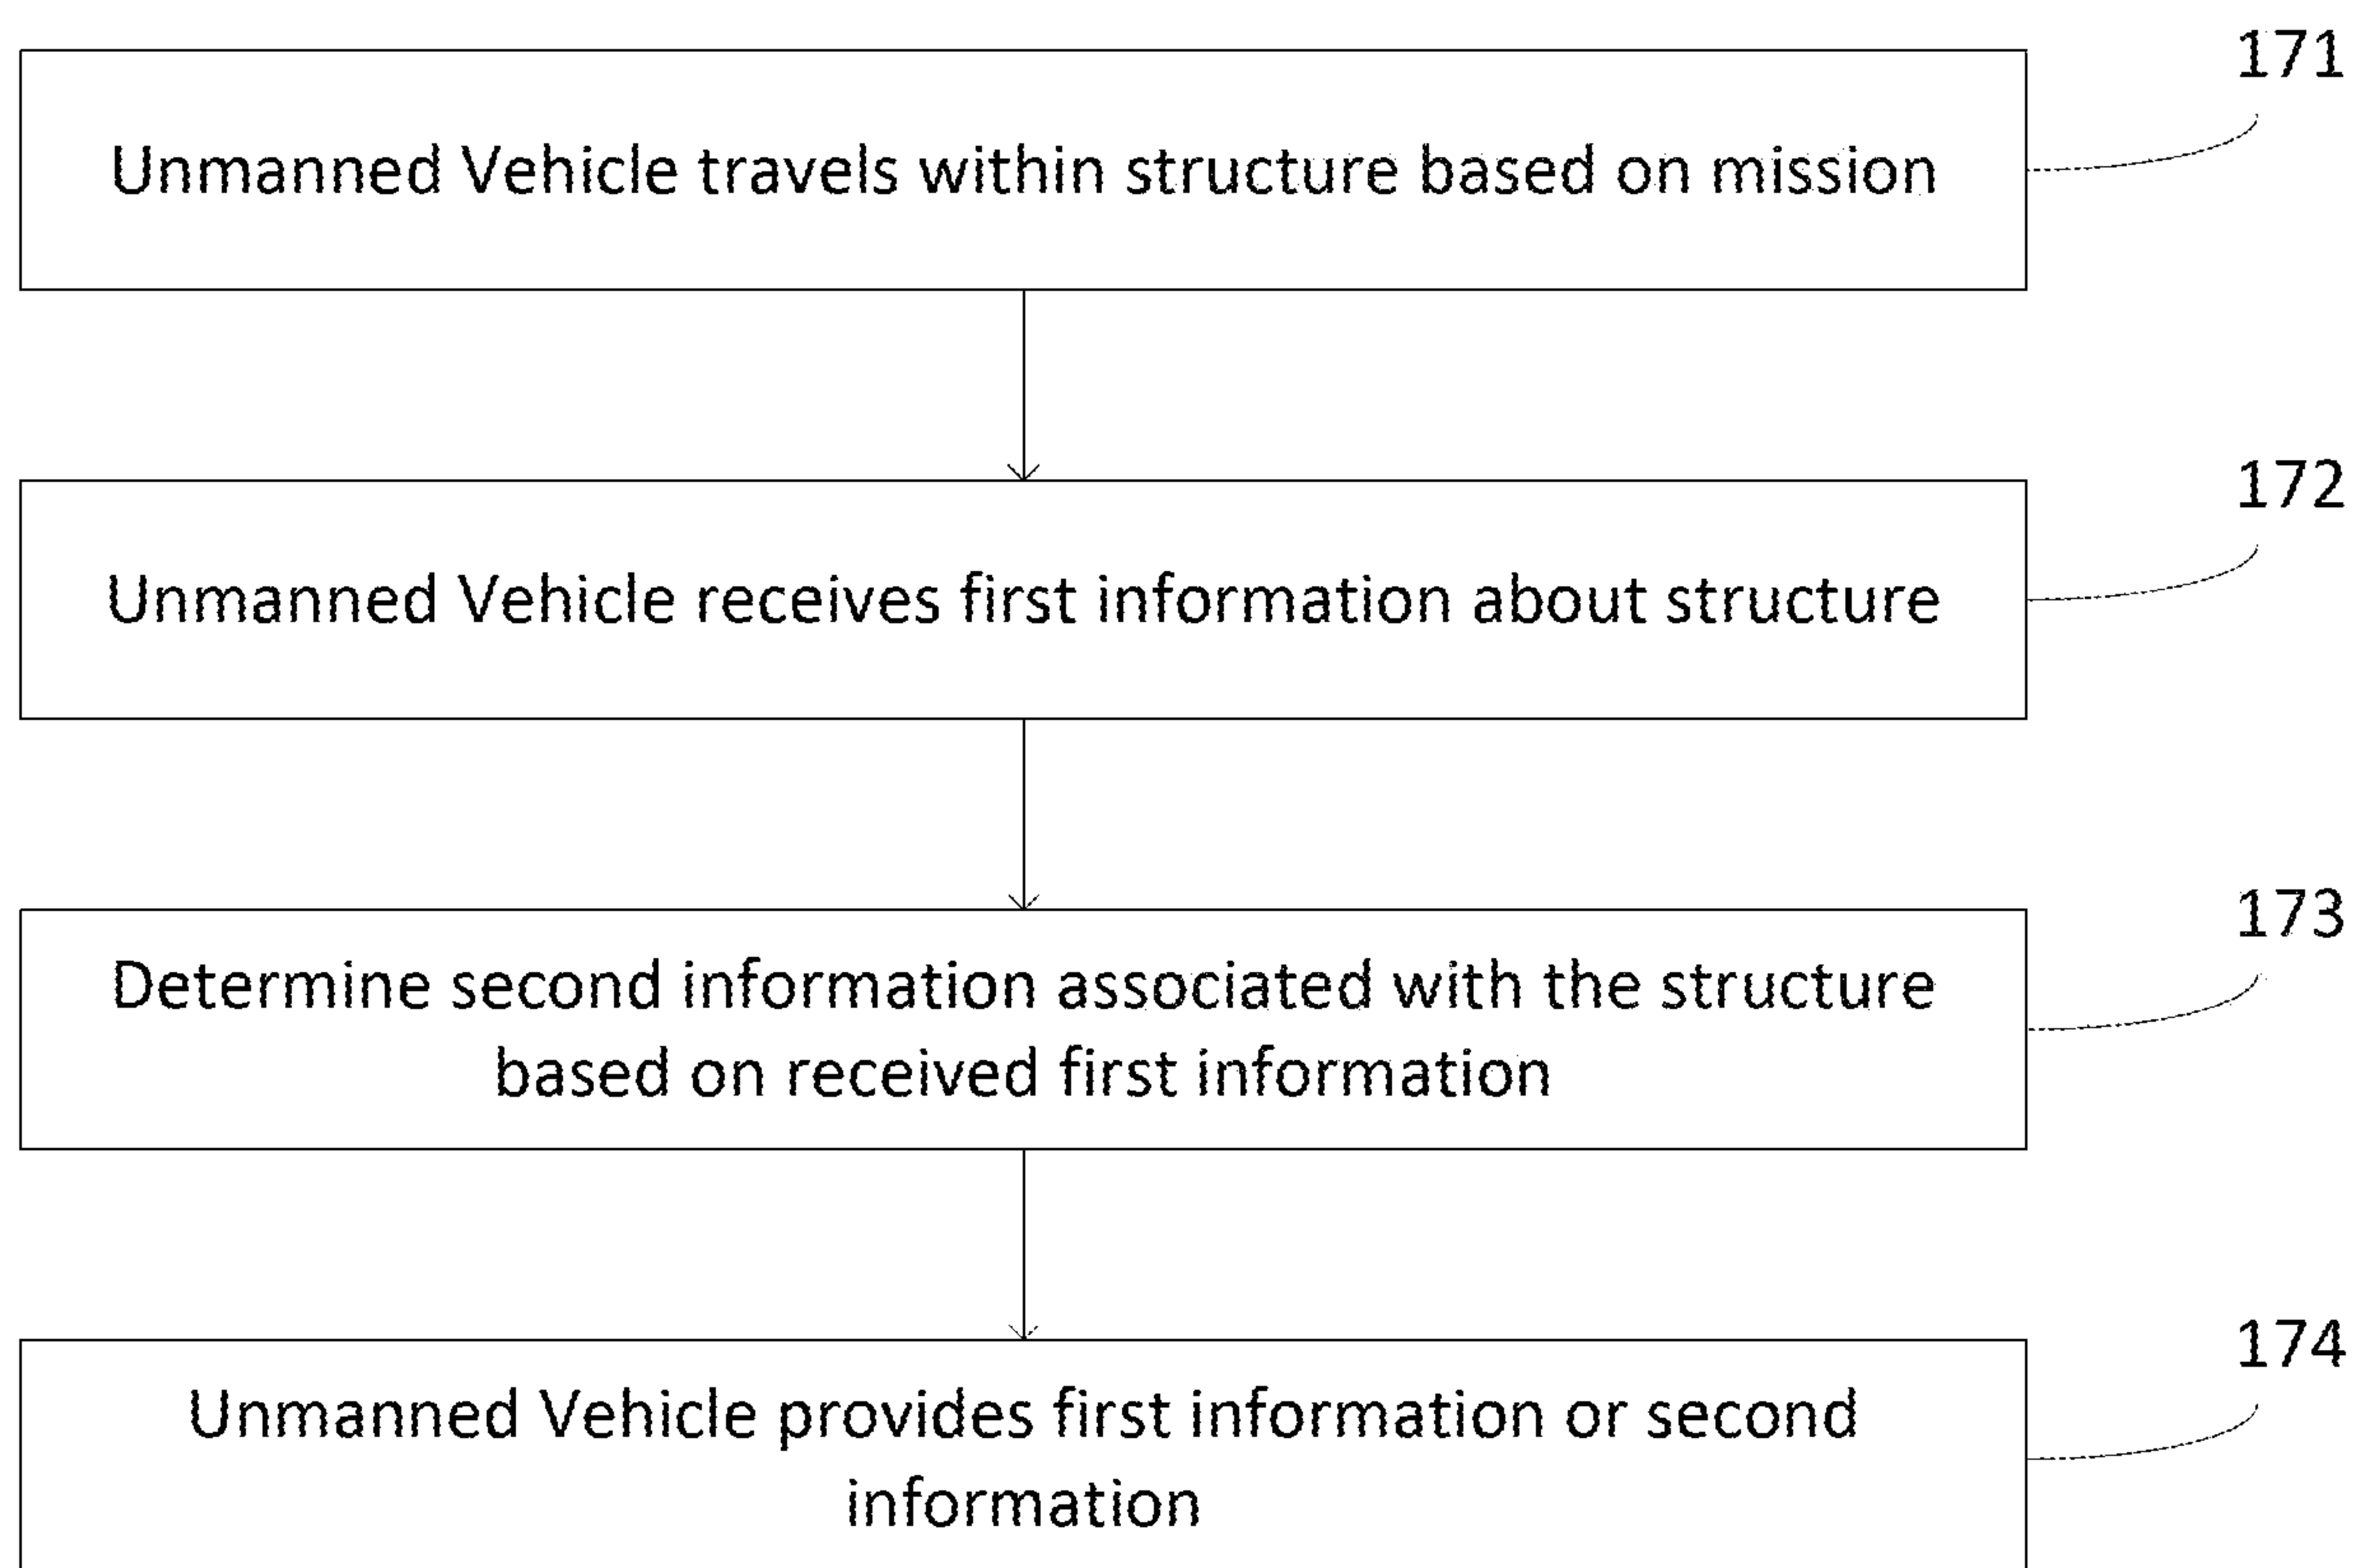 171
Unmanned Vehicle travels within structure based on mission
172
Unmanned Vehicle receives first information about structure
173
Determine second information associated with the structure
based on received first information
174
Unmanned Vehicle provides first information or second
information